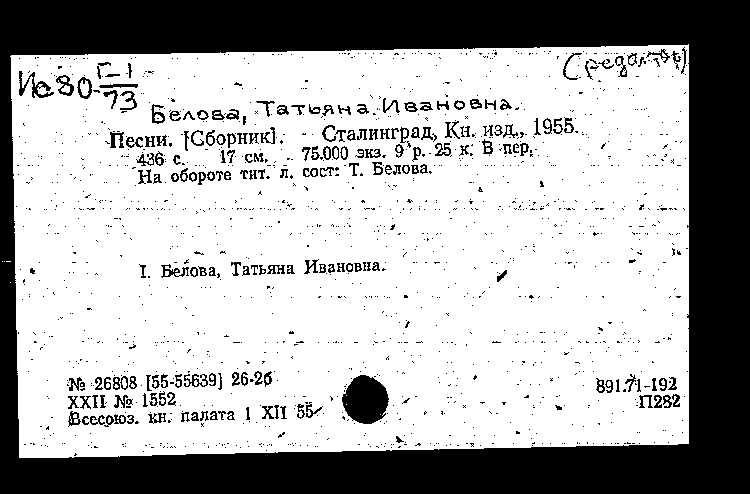 (редактор)
Ис80-Г-1/73
Белова, Татьяна Ивановна.
Песни. [Сборник]. Сталинград, Кн. изд., 1955.
436 с. 17 см. 75.000 экз. 9 р. 25 к. В пер.
На обороте тит. л. сост: Т. Белова.
I. Белова, Татьяна Ивановна.
№ 26808 [55-55639] 26-26
XXII № 1552
Всесоюз. кн. палата 1 XII 55
891.71-192
П282